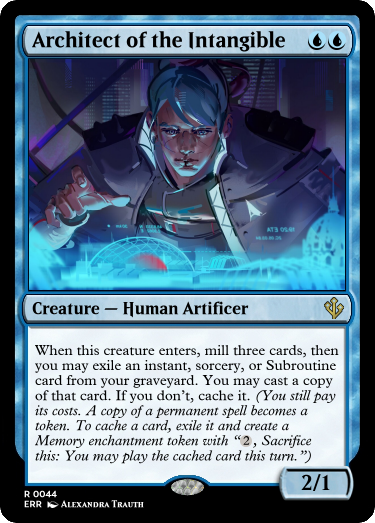 Architect of the Intangible
Creature — Human Artificer
When this creature enters, mill three cards, then
you may exile an instant, sorcery, or Subroutine
card from your graveyard. You may cast a copy
of that card. If you don't, cache it. (You still pay
its costs. A copy of a permanent spell becomes a
token. To cache a card, exile it and create a
Memory enchantment token with “2, Sacrifice
this: You may play the cached card this turn.”)
2/1
R 0044
ERR Alexandra Trauth